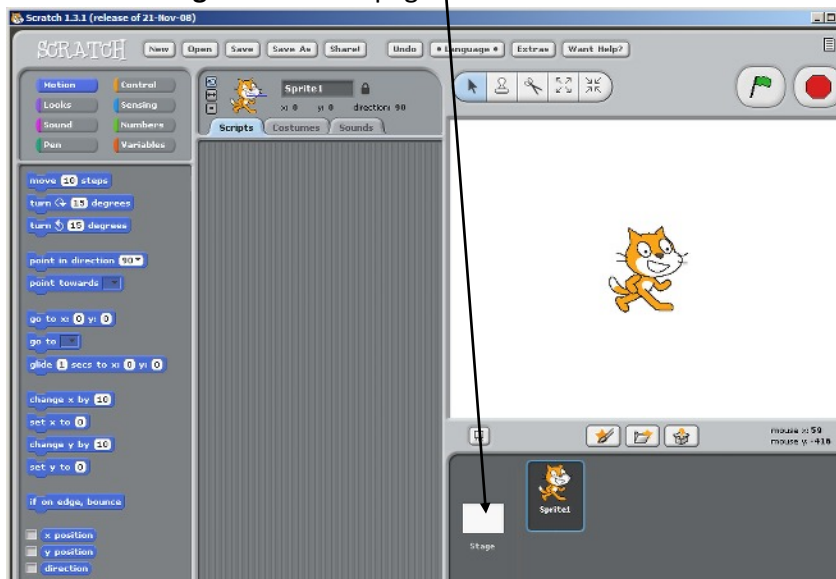 Scratch 1.3.1 (release of 21-Nov-08)
SCRATCH New Open Save Save As Share! Undo Language Extras Want Help?
Motion Control
Looks Sensing
Sound Numbers
Pen Variables
Sprite1
x: 0 y: 0 direction: 90
Scripts Costumes Sounds
move 10 steps
turn 15 degrees
turn 15 degrees
point in direction 90
point towards
go to x: 0 y: 0
go to
glide 1 secs to x: 0 y: 0
change x by 10
set x to 0
change y by 10
set y to 0
if on edge, bounce
x position
y position
direction
mouse x: 59
mouse y: -418
Sprite1
Stage